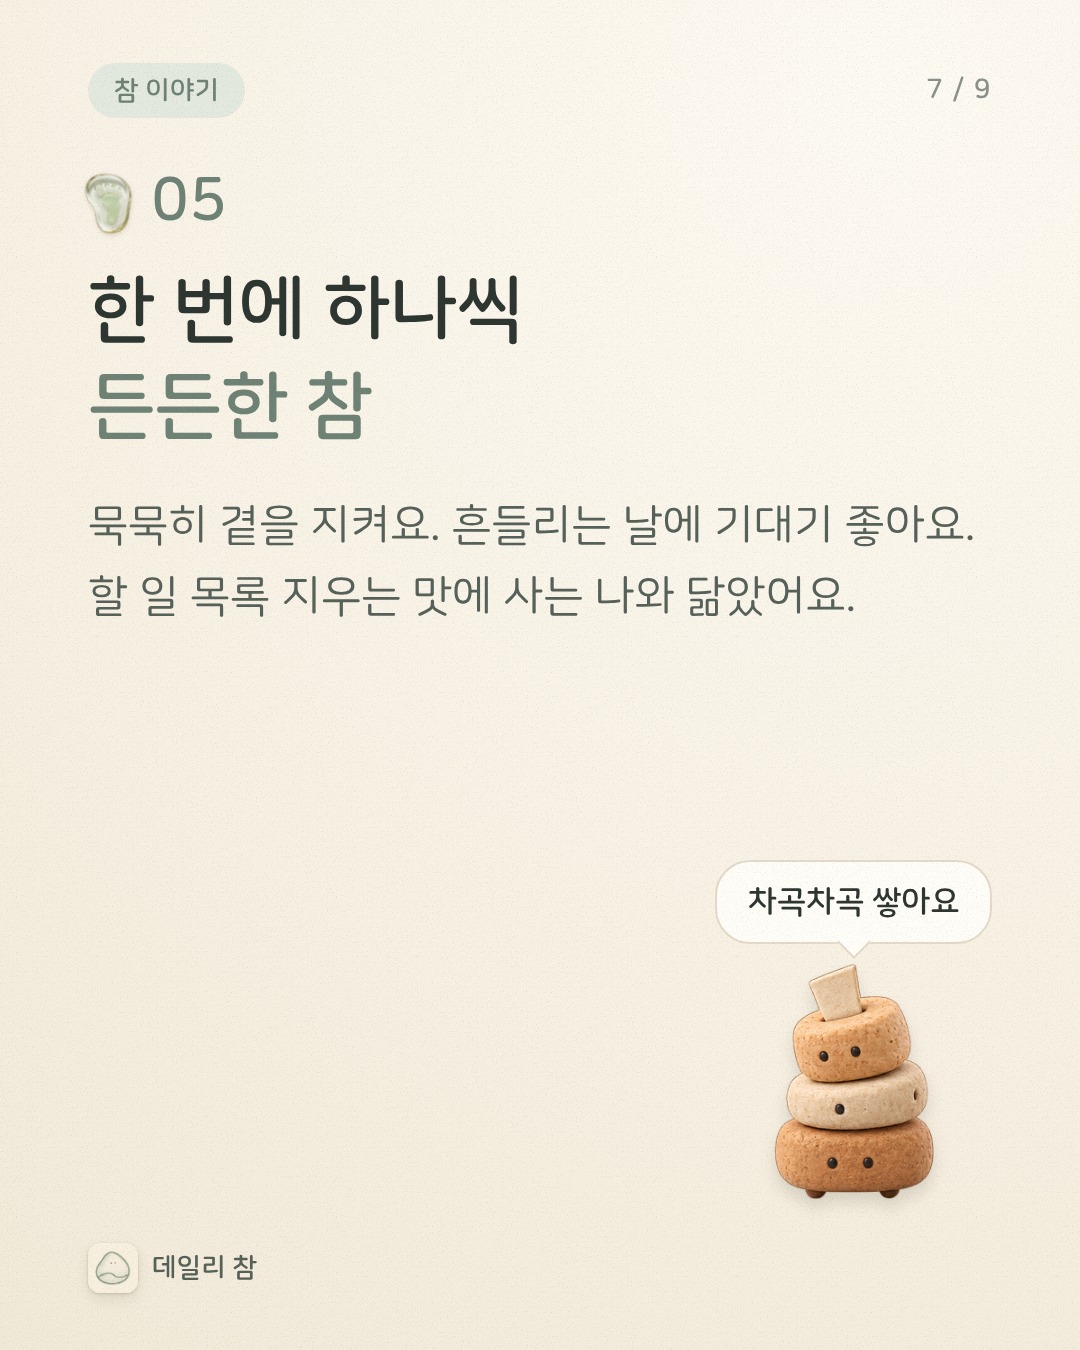 참 이야기
7 / 9
05
한 번에 하나씩
든든한 참
묵묵히 곁을 지켜요. 흔들리는 날에 기대기 좋아요.
할 일 목록 지우는 맛에 사는 나와 닮았어요.
차곡차곡 쌓아요
데일리 참